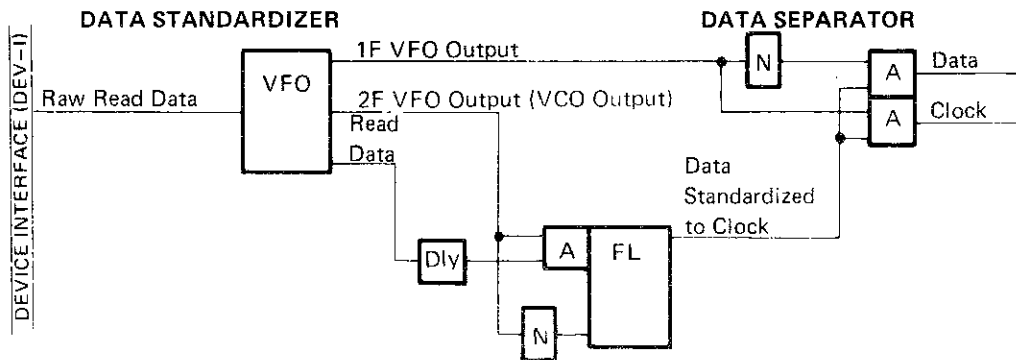 DATA STANDARDIZER
DATA SEPARATOR
DEVICE INTERFACE (DEV-I)
Raw Read Data
VFO
1F VFO Output
2F VFO Output (VCO Output)
Read
Data
Dly
A
FL
N
Data
Standardized
to Clock
N
A
Data
A
Clock